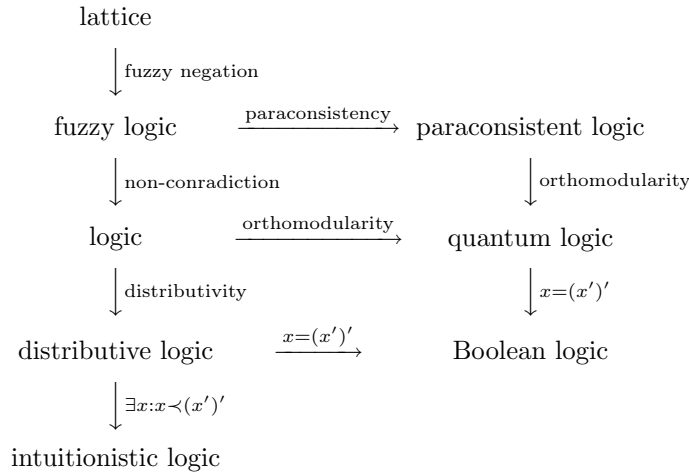 lattice
fuzzy negation
fuzzy logic paraconsistency paraconsistent logic
non-conradiction orthomodularity
logic orthomodularity quantum logic
distributivity x=(x′)′
distributive logic x=(x′)′ Boolean logic
∃x:x≺(x′)′
intuitionistic logic